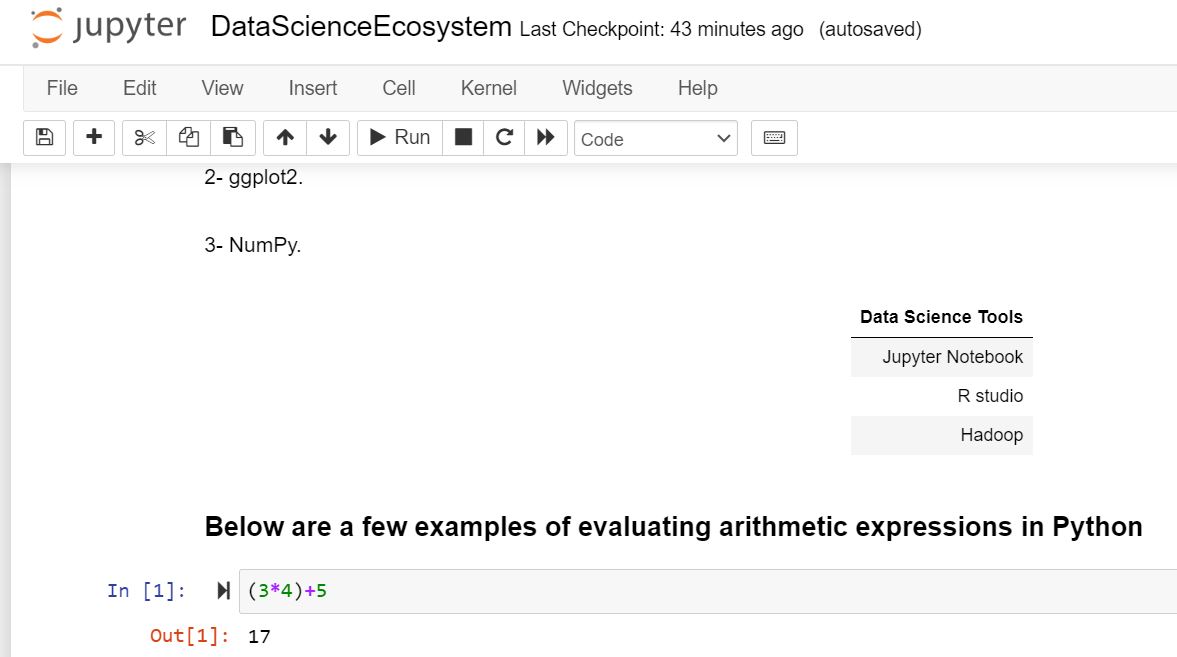 jupyter DataScienceEcosystem Last Checkpoint: 43 minutes ago (autosaved)
File Edit View Insert Cell Kernel Widgets Help
Run Code
2- ggplot2.
3- NumPy.
Data Science Tools
Jupyter Notebook
R studio
Hadoop
Below are a few examples of evaluating arithmetic expressions in Python
In [1]: (3*4)+5
Out[1]: 17